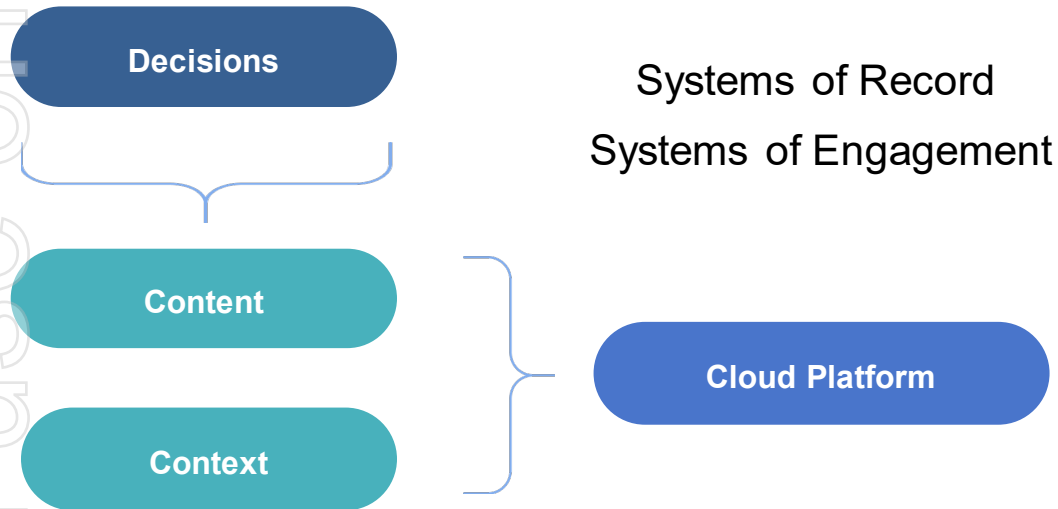 Decisions
Systems of Record
Systems of Engagement
Content
Cloud Platform
Context